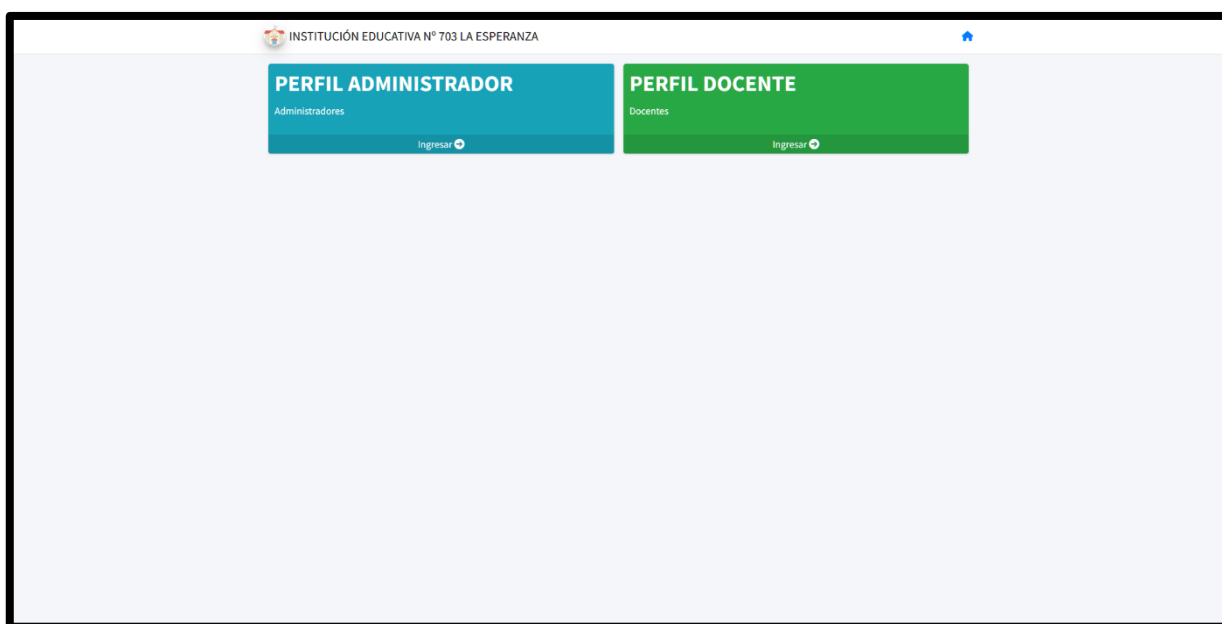 INSTITUCIÓN EDUCATIVA Nº 703 LA ESPERANZA
PERFIL ADMINISTRADOR
Administradores
Ingresar
PERFIL DOCENTE
Docentes
Ingresar